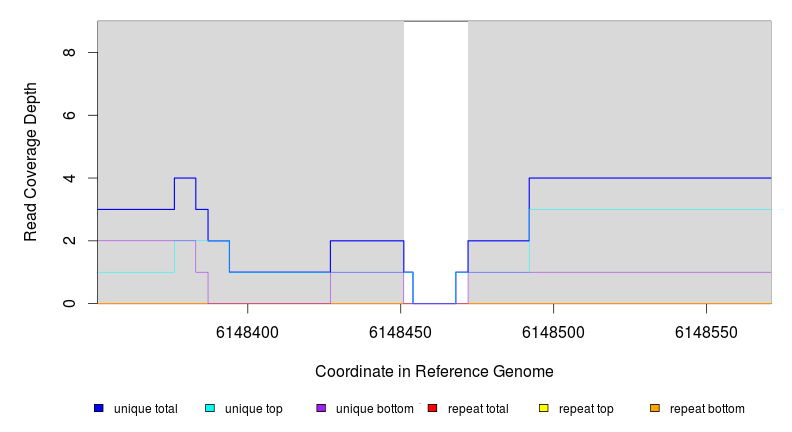 Read Coverage Depth
8
6
4
2
0
6148400 6148450 6148500 6148550
Coordinate in Reference Genome
unique total unique top unique bottom repeat total repeat top repeat bottom